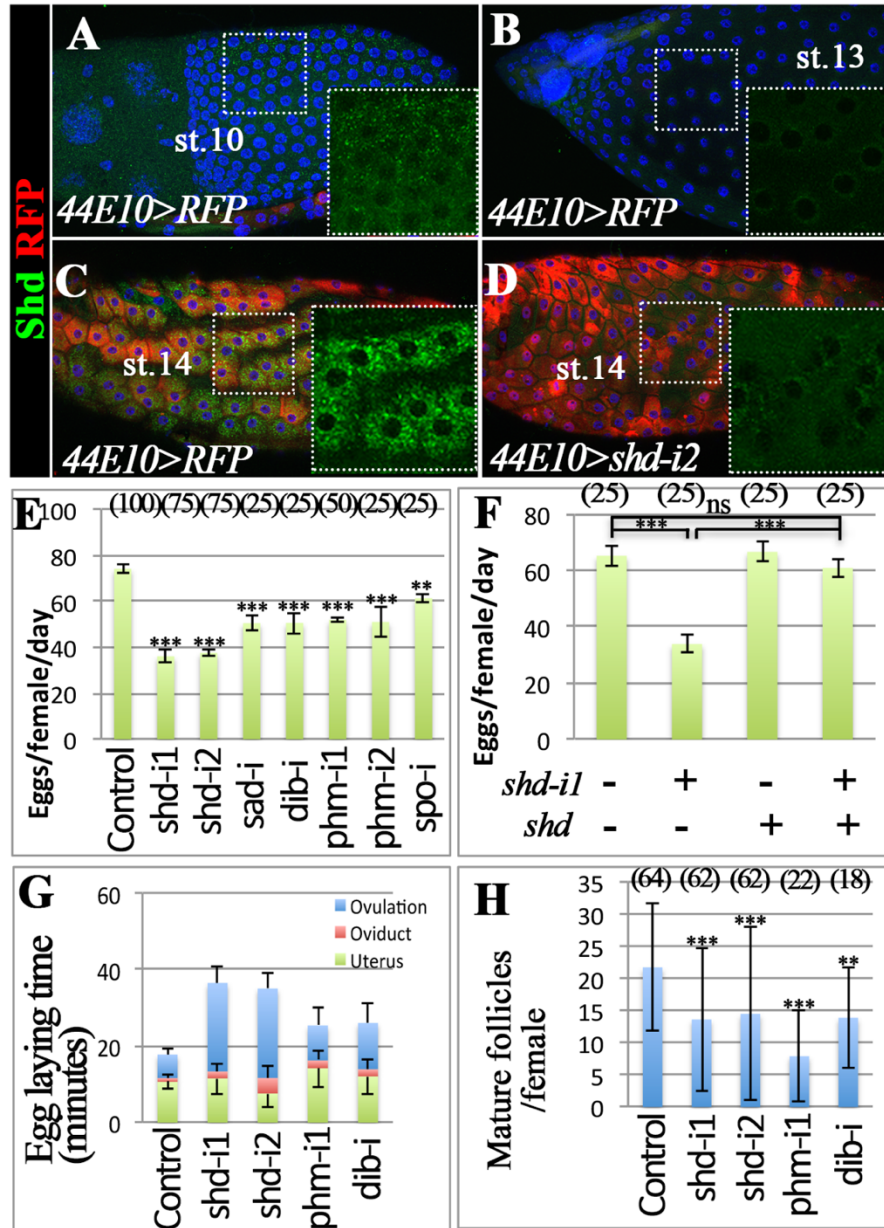 Shd RFP
A
st.10
44E10>RFP
B
st.13
44E10>RFP
C
st.14
44E10>RFP
D
st.14
44E10>shd-i2
E
(100)(75)(75)(25)(25)(50)(25)(25)
100
80
60
40
20
0
Eggs/female/day
*** *** *** *** *** *** **
Control shd-i1 shd-i2 sad-i dib-i phm-i1 phm-i2 spo-i
F
(25) (25) (25) (25)
ns
*** ***
80
60
40
20
0
Eggs/female/day
shd-i1 - + - +
shd - - + +
G
Ovulation
Oviduct
Uterus
60
40
20
0
Egg laying time
(minutes)
Control shd-i1 shd-i2 phm-i1 dib-i
H
(64) (62) (62) (22) (18)
35
30
25
20
15
10
5
0
Mature follicles
/female
*** *** *** **
Control shd-i1 shd-i2 phm-i1 dib-i